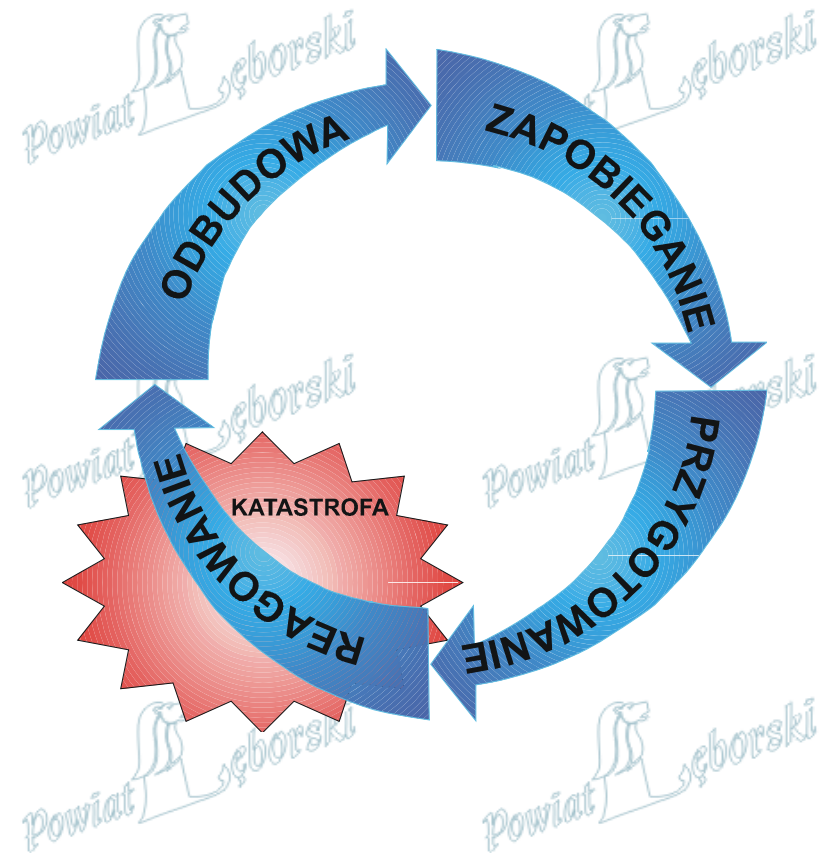 Powiat Lęborski
Powiat Lęborski
ODBUDOWA
ZAPOBIEGANIE
Powiat Lęborski
Powiat Lęborski
PRZYGOTOWANIE
KATASTROFA
REAGOWANIE
Powiat Lęborski
Powiat Lęborski